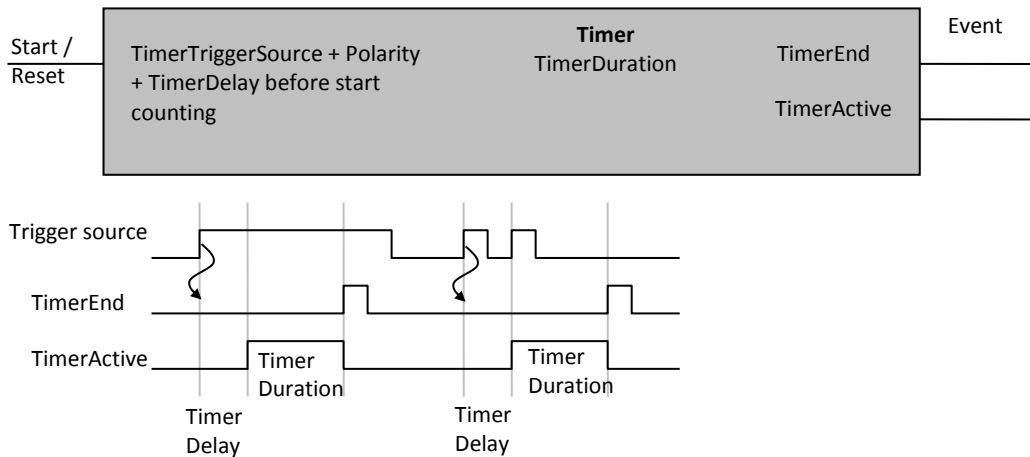 Start /
Reset
TimerTriggerSource + Polarity
+ TimerDelay before start
counting
Timer
TimerDuration
TimerEnd
TimerActive
Event
Trigger source
TimerEnd
TimerActive
Timer
Duration
Timer
Duration
Timer
Delay
Timer
Delay